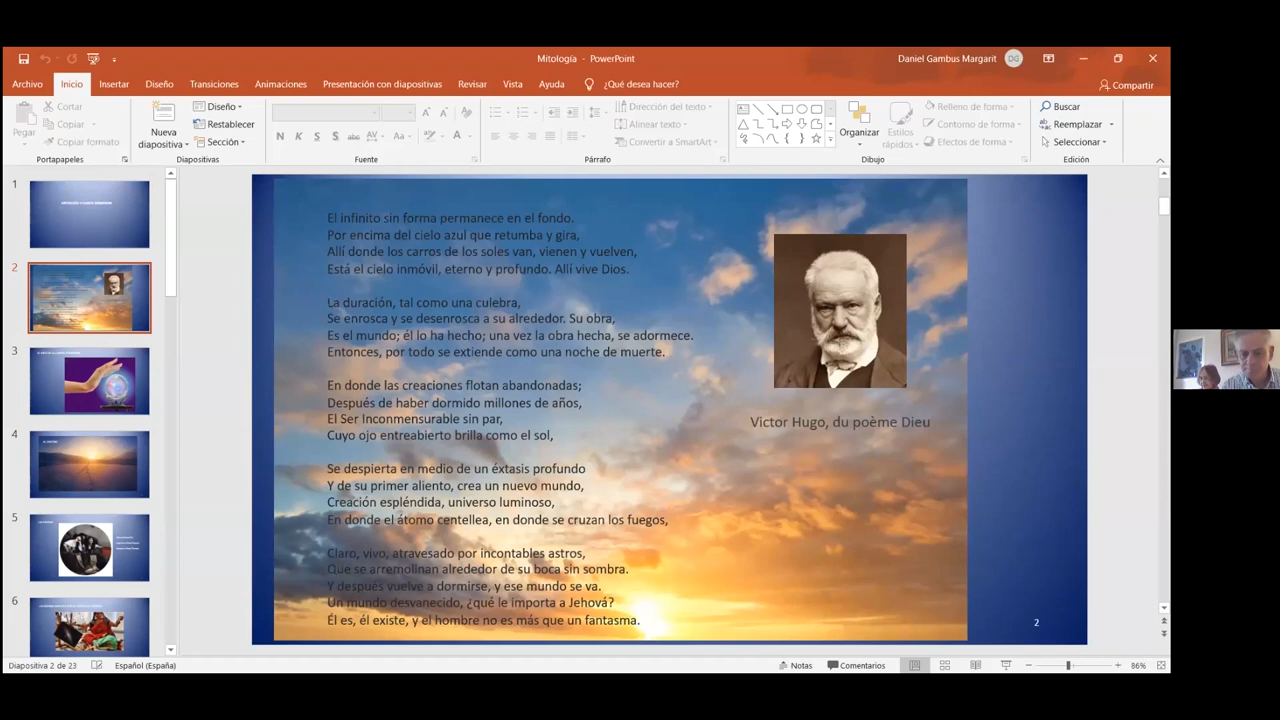 Mitología - PowerPoint
Daniel Gambus Margarit
DG
Archivo
Inicio
Insertar
Diseño
Transiciones
Animaciones
Presentación con diapositivas
Revisar
Vista
Ayuda
¿Qué desea hacer?
Compartir
Pegar
Cortar
Copiar
Copiar formato
Portapapeles
Nueva
diapositiva
Diseño
Restablecer
Sección
Diapositivas
N K S S abc AV Aa A
Fuente
Dirección del texto
Alinear texto
Convertir a SmartArt
Párrafo
Organizar
Estilos
rápidos
Relleno de forma
Contorno de forma
Efectos de forma
Dibujo
Buscar
Reemplazar
Seleccionar
Edición
1
2
3
4
5
6
El infinito sin forma permanece en el fondo.
Por encima del cielo azul que retumba y gira,
Allí donde los carros de los soles van, vienen y vuelven,
Está el cielo inmóvil, eterno y profundo. Allí vive Dios.
La duración, tal como una culebra,
Se enrosca y se desenrosca a su alrededor. Su obra,
Es el mundo; él lo ha hecho; una vez la obra hecha, se adormece.
Entonces, por todo se extiende como una noche de muerte.
En donde las creaciones flotan abandonadas;
Después de haber dormido millones de años,
El Ser Inconmensurable sin par,
Cuyo ojo entreabierto brilla como el sol,
Se despierta en medio de un éxtasis profundo
Y de su primer aliento, crea un nuevo mundo,
Creación espléndida, universo luminoso,
En donde el átomo centellea, en donde se cruzan los fuegos,
Claro, vivo, atravesado por incontables astros,
Que se arremolinan alrededor de su boca sin sombra.
Y después vuelve a dormirse, y ese mundo se va.
Un mundo desvanecido, ¿qué le importa a Jehová?
Él es, él existe, y el hombre no es más que un fantasma.
Victor Hugo, du poème Dieu
2
Diapositiva 2 de 23
Español (España)
Notas
Comentarios
86%